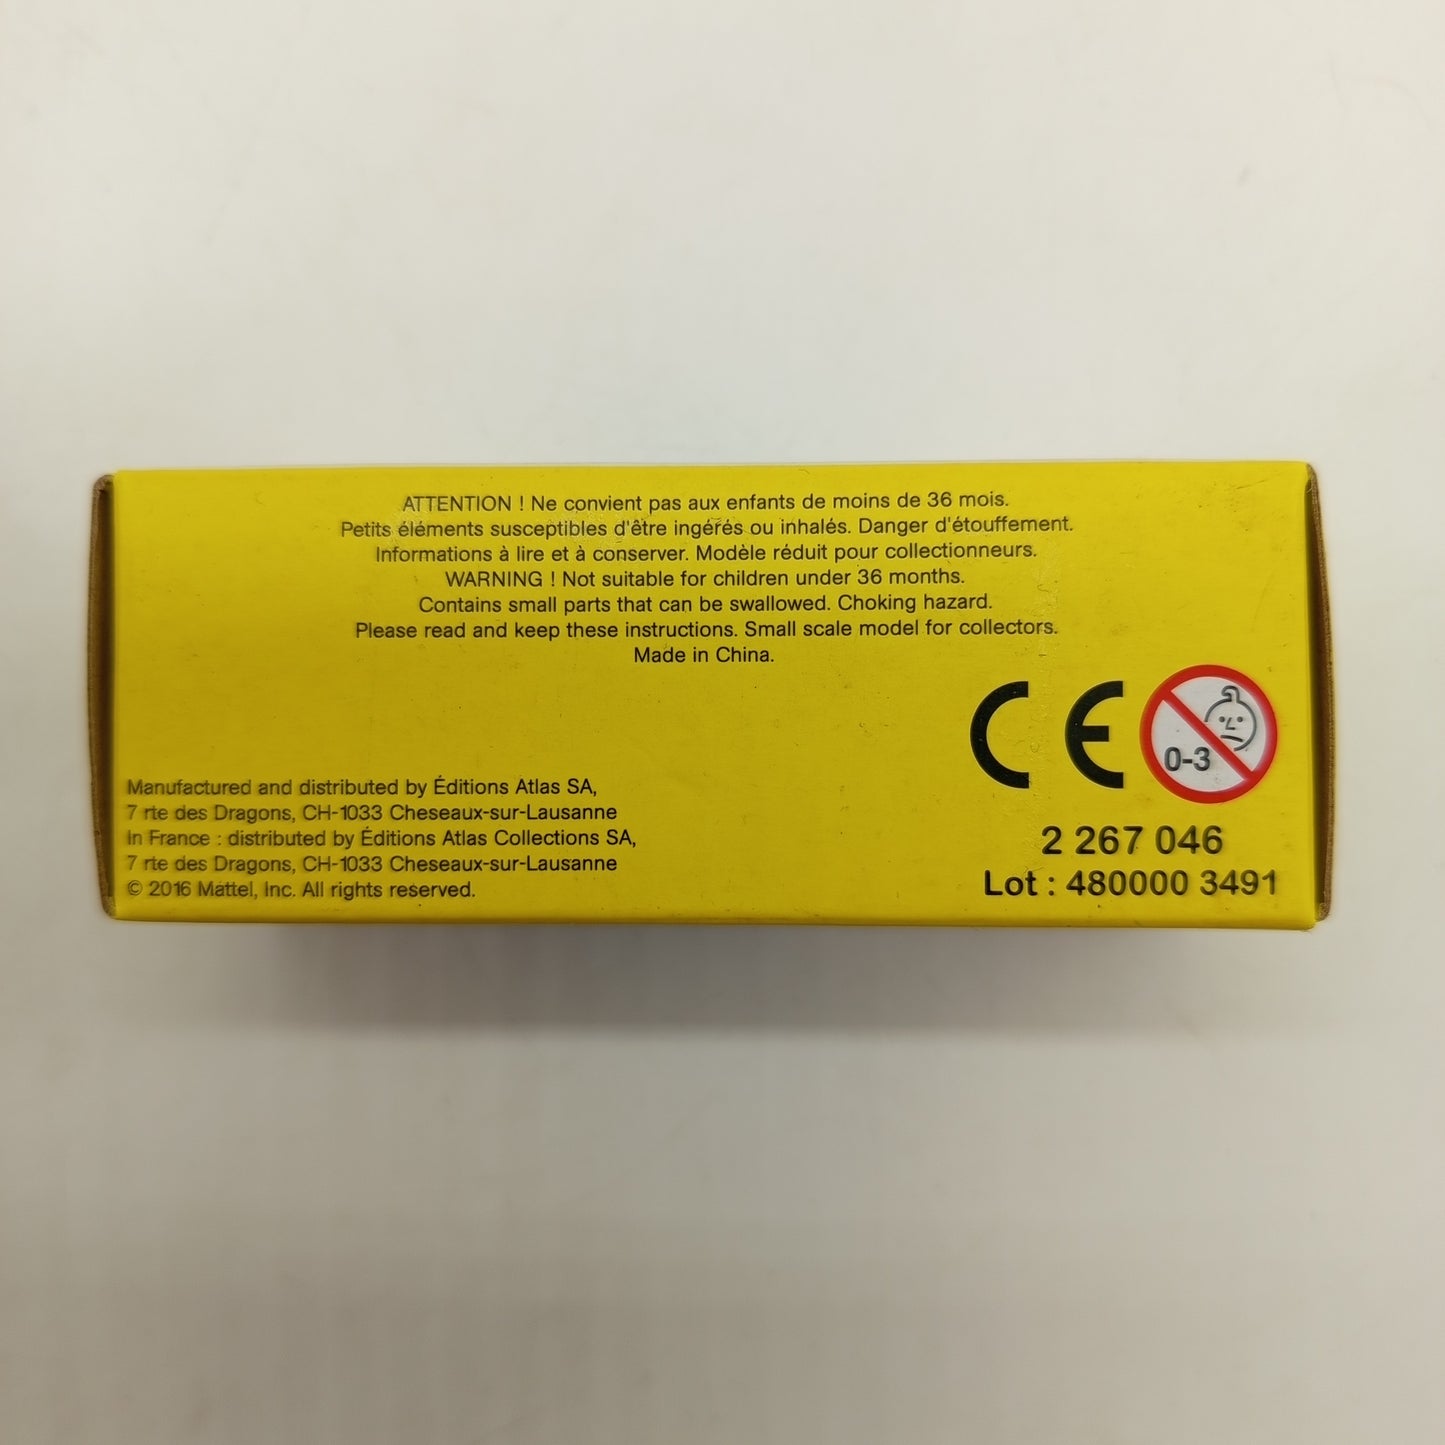 ATTENTION ! Ne convient pas aux enfants de moins de 36 mois.
Petits éléments susceptibles d'être ingérés ou inhalés. Danger d'étouffement.
Informations à lire et à conserver. Modèle réduit pour collectionneurs.
WARNING ! Not suitable for children under 36 months.
Contains small parts that can be swallowed. Choking hazard.
Please read and keep these instructions. Small scale model for collectors.
Made in China.
CE
0-3
Manufactured and distributed by Éditions Atlas SA,
7 rte des Dragons, CH-1033 Cheseaux-sur-Lausanne
In France : distributed by Éditions Atlas Collections SA,
7 rte des Dragons, CH-1033 Cheseaux-sur-Lausanne
© 2016 Mattel, Inc. All rights reserved.
2 267 046
Lot : 480000 3491